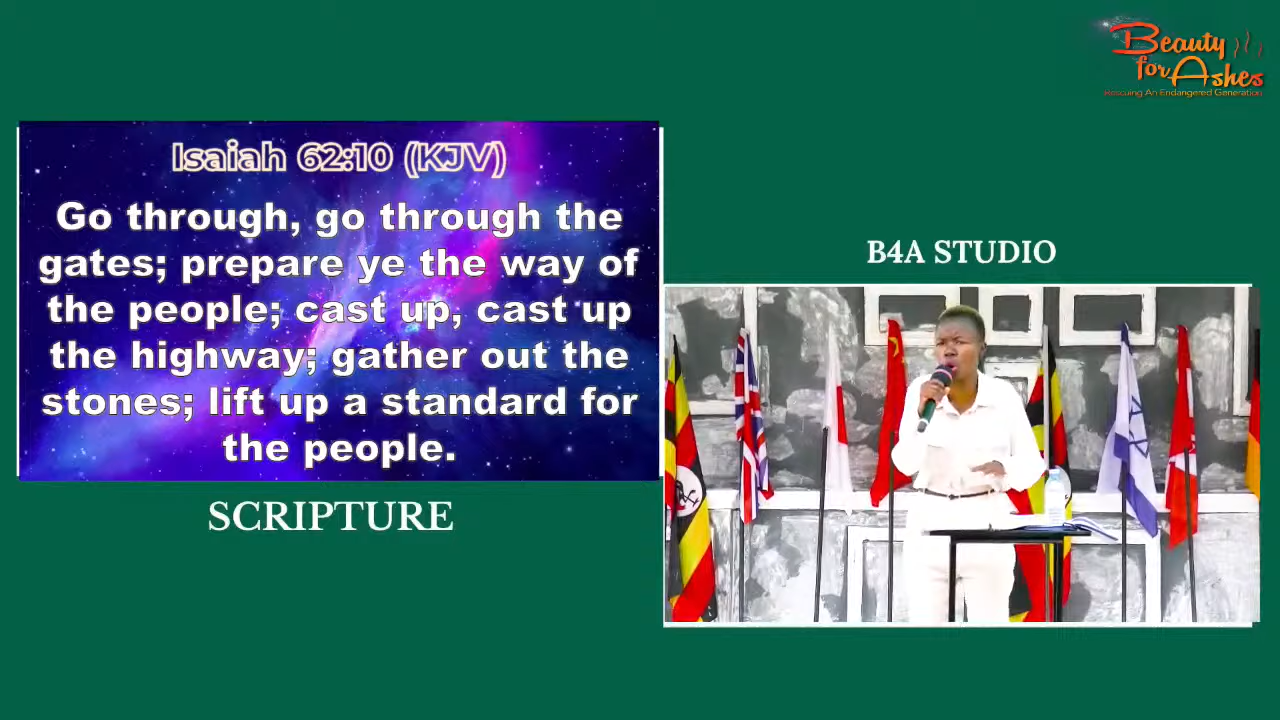 Beauty
for Ashes
Rescuing An Endangered Generation
Isaiah 62:10 (KJV)
Go through, go through the
gates; prepare ye the way of
the people; cast up, cast up
the highway; gather out the
stones; lift up a standard for
the people.
SCRIPTURE
B4A STUDIO